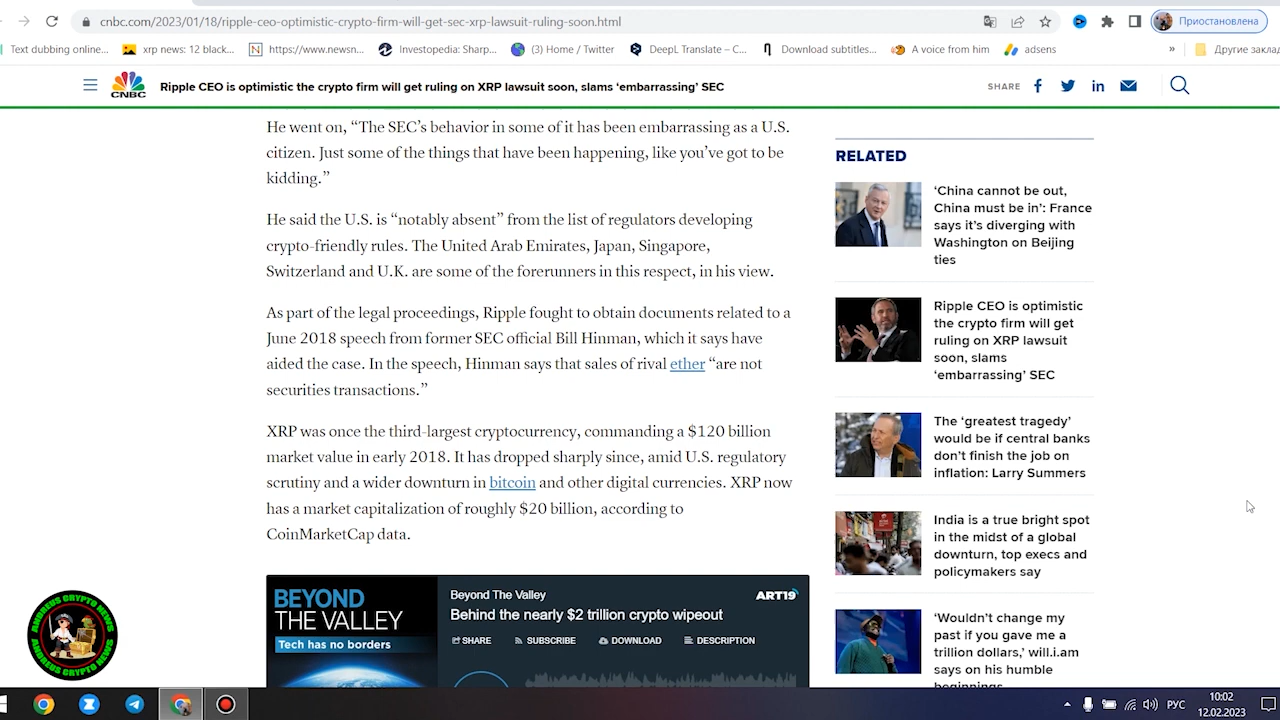 cnbc.com/2023/01/18/ripple-ceo-optimistic-crypto-firm-will-get-sec-xrp-lawsuit-ruling-soon.html
Приостановлена
Text dubbing online...
xrp news: 12 black...
https://www.newsn...
Investopedia: Sharp...
(3) Home / Twitter
DeepL Translate – C...
Download subtitles...
A voice from him
adsens
»
Другие заклад
CNBC
Ripple CEO is optimistic the crypto firm will get ruling on XRP lawsuit soon, slams ‘embarrassing’ SEC
SHARE
He went on, “The SEC’s behavior in some of it has been embarrassing as a U.S.
citizen. Just some of the things that have been happening, like you’ve got to be
kidding.”
He said the U.S. is “notably absent” from the list of regulators developing
crypto-friendly rules. The United Arab Emirates, Japan, Singapore,
Switzerland and U.K. are some of the forerunners in this respect, in his view.
As part of the legal proceedings, Ripple fought to obtain documents related to a
June 2018 speech from former SEC official Bill Hinman, which it says have
aided the case. In the speech, Hinman says that sales of rival ether “are not
securities transactions.”
XRP was once the third-largest cryptocurrency, commanding a $120 billion
market value in early 2018. It has dropped sharply since, amid U.S. regulatory
scrutiny and a wider downturn in bitcoin and other digital currencies. XRP now
has a market capitalization of roughly $20 billion, according to
CoinMarketCap data.
BEYOND
THE VALLEY
Tech has no borders
Beyond The Valley
Behind the nearly $2 trillion crypto wipeout
ART19
SHARE
SUBSCRIBE
DOWNLOAD
DESCRIPTION
RELATED
‘China cannot be out,
China must be in’: France
says it’s diverging with
Washington on Beijing
ties
Ripple CEO is optimistic
the crypto firm will get
ruling on XRP lawsuit
soon, slams
‘embarrassing’ SEC
The ‘greatest tragedy’
would be if central banks
don’t finish the job on
inflation: Larry Summers
India is a true bright spot
in the midst of a global
downturn, top execs and
policymakers say
‘Wouldn’t change my
past if you gave me a
trillion dollars,’ will.i.am
says on his humble
beginnings
ANDREUS CRYPTO NEWS
ANDREUS CRYPTO NEWS
РУС
10:02
12.02.2023